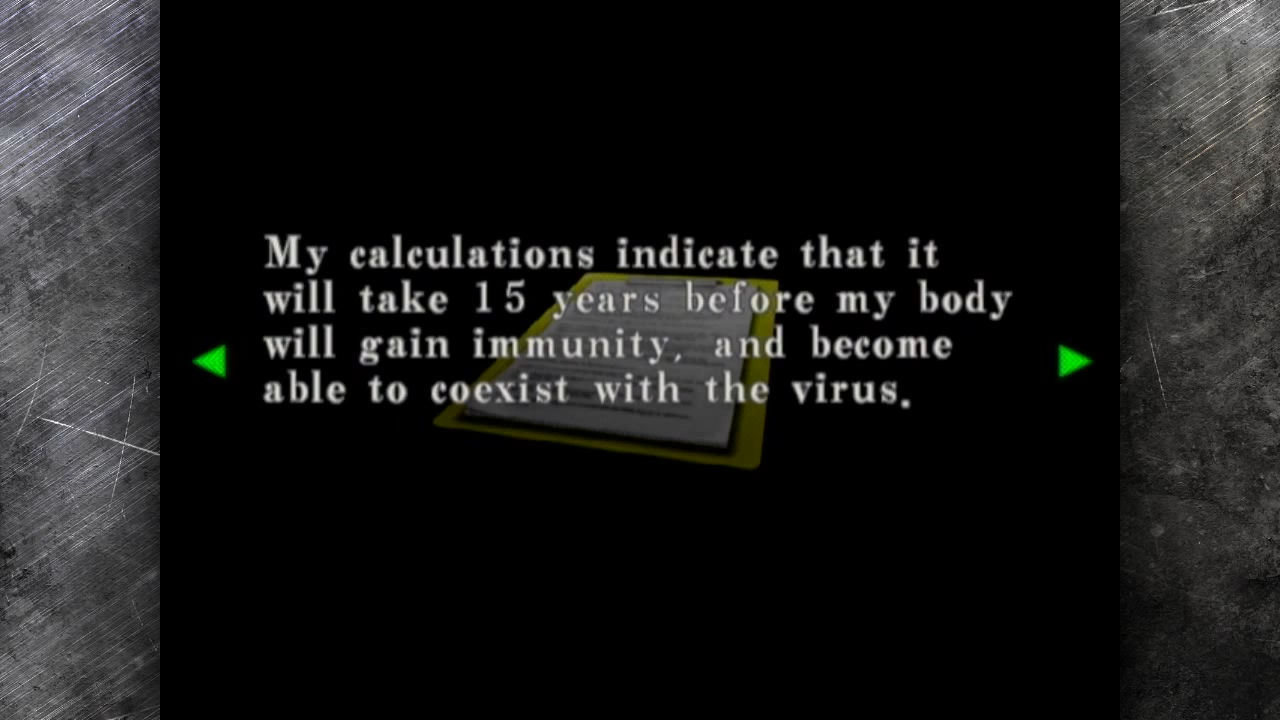 My calculations indicate that it
will take 15 years before my body
will gain immunity, and become
able to coexist with the virus.